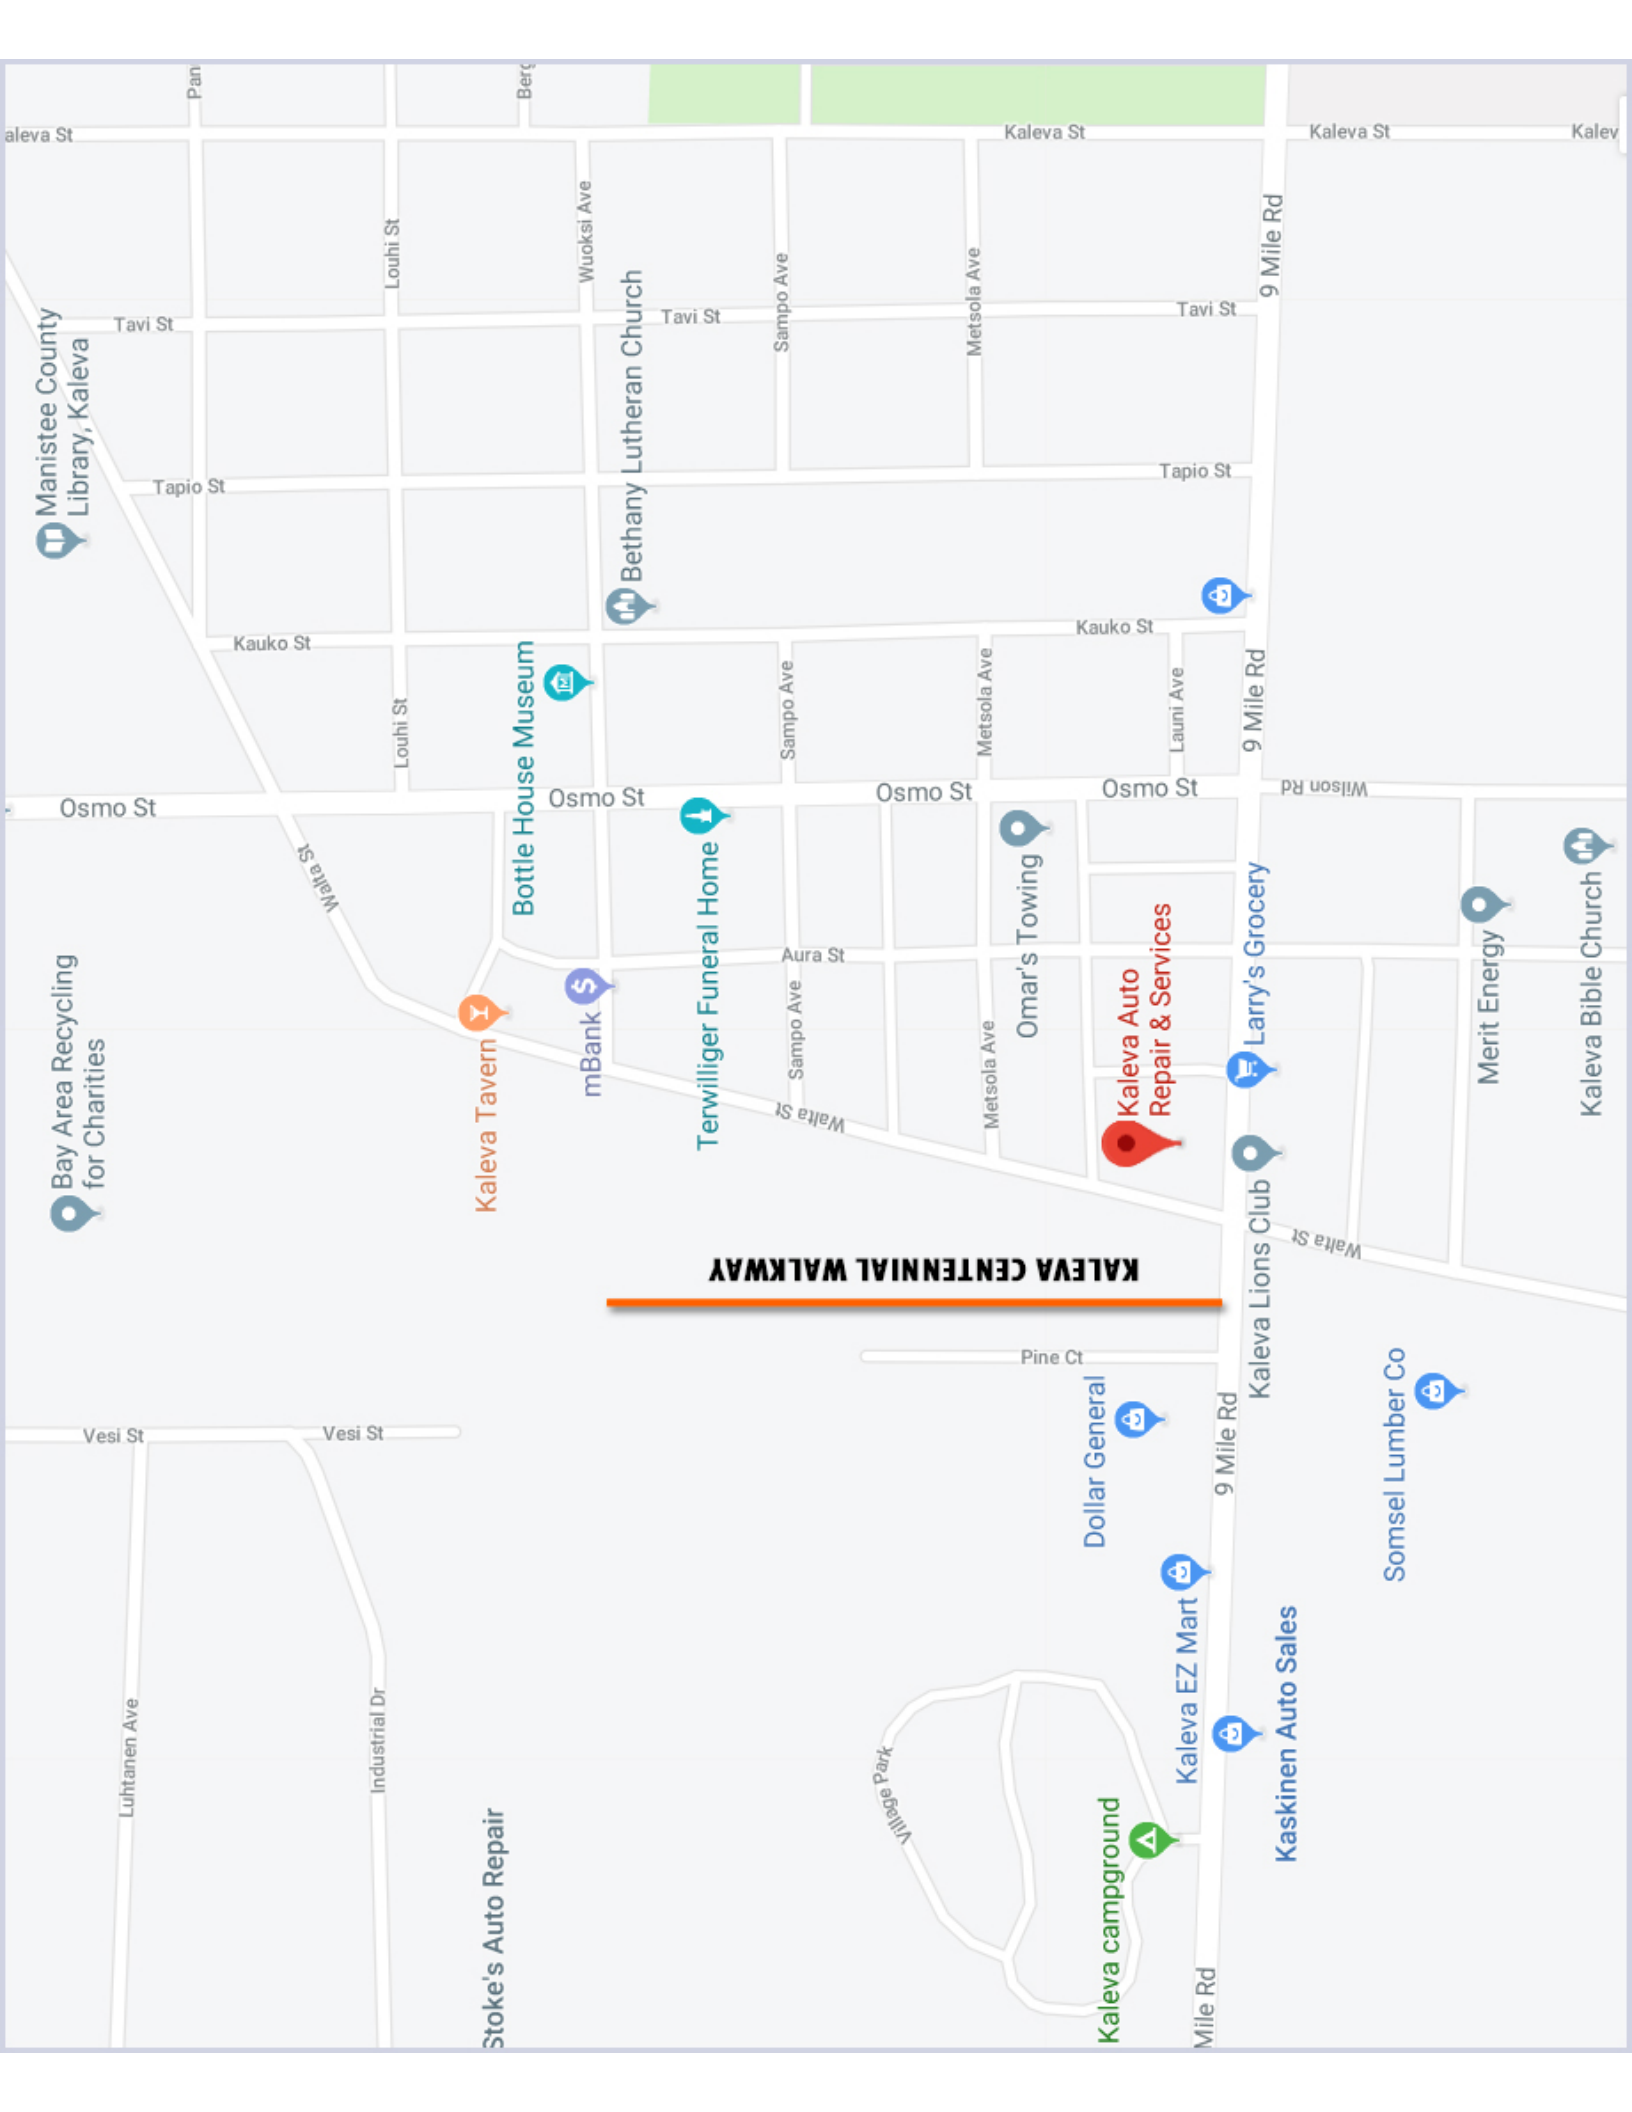 Pan
Berg
aleva St
Kaleva St
Kaleva St
Kalev
Louhi St
Wuoksi Ave
Sampo Ave
Metsola Ave
9 Mile Rd
Tavi St
Tavi St
Tavi St
Manistee County
Library, Kaleva
Bethany Lutheran Church
Tapio St
Tapio St
Kauko St
Kauko St
Louhi St
Bottle House Museum
Sampo Ave
Metsola Ave
Launi Ave
9 Mile Rd
Osmo St
Osmo St
Osmo St
Osmo St
Wilson Rd
Walta St
Terwilliger Funeral Home
Omar's Towing
Aura St
Larry's Grocery
Kaleva Auto
Repair & Services
Merit Energy
Kaleva Bible Church
Bay Area Recycling
for Charities
Kaleva Tavern
mBank
$
Sampo Ave
Metsola Ave
Walta St
Kaleva Lions Club
Walta St
KALEVA CENTENNIAL WALKWAY
Pine Ct
Dollar General
9 Mile Rd
Somsel Lumber Co
Vesi St
Vesi St
Luhtanen Ave
Industrial Dr
Stoke's Auto Repair
Village Park
Kaleva EZ Mart
Kaskinen Auto Sales
Kaleva campground
Mile Rd